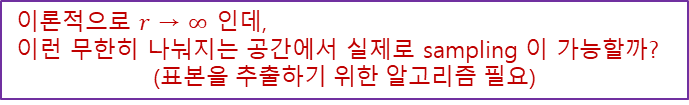 이론적으로 𝑟 → ∞ 인데,
이런 무한히 나눠지는 공간에서 실제로 sampling 이 가능할까?
(표본을 추출하기 위한 알고리즘 필요)